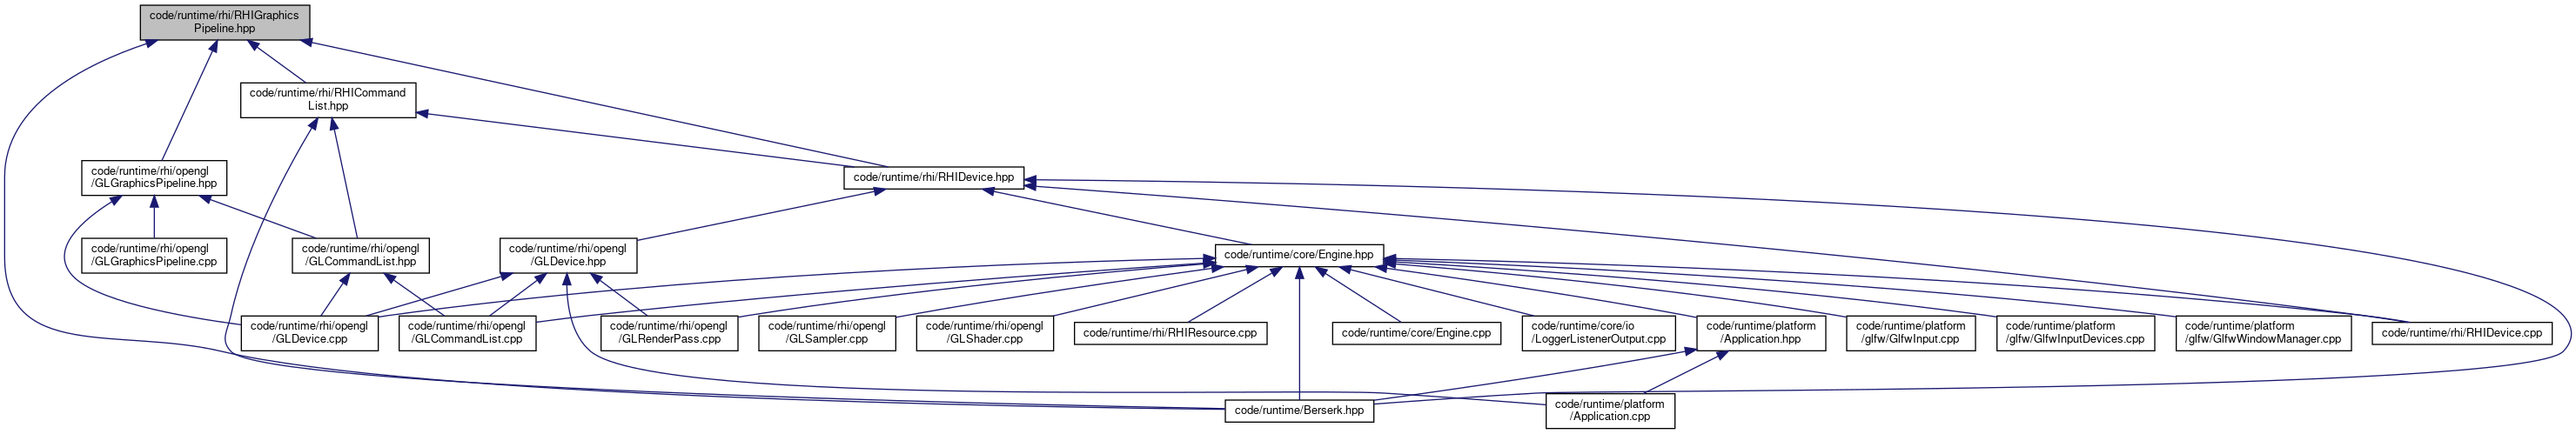 code/runtime/rhi/RHIGraphics
Pipeline.hpp
code/runtime/rhi/RHICommand
List.hpp
code/runtime/rhi/opengl
/GLGraphicsPipeline.hpp
code/runtime/rhi/RHIDevice.hpp
code/runtime/rhi/opengl
/GLGraphicsPipeline.cpp
code/runtime/rhi/opengl
/GLCommandList.hpp
code/runtime/rhi/opengl
/GLDevice.hpp
code/runtime/core/Engine.hpp
code/runtime/rhi/opengl
/GLDevice.cpp
code/runtime/rhi/opengl
/GLCommandList.cpp
code/runtime/rhi/opengl
/GLRenderPass.cpp
code/runtime/rhi/opengl
/GLSampler.cpp
code/runtime/rhi/opengl
/GLShader.cpp
code/runtime/rhi/RHIResource.cpp
code/runtime/core/Engine.cpp
code/runtime/core/io
/LoggerListenerOutput.cpp
code/runtime/platform
/Application.hpp
code/runtime/platform
/glfw/GlfwInput.cpp
code/runtime/platform
/glfw/GlfwInputDevices.cpp
code/runtime/platform
/glfw/GlfwWindowManager.cpp
code/runtime/rhi/RHIDevice.cpp
code/runtime/Berserk.hpp
code/runtime/platform
/Application.cpp